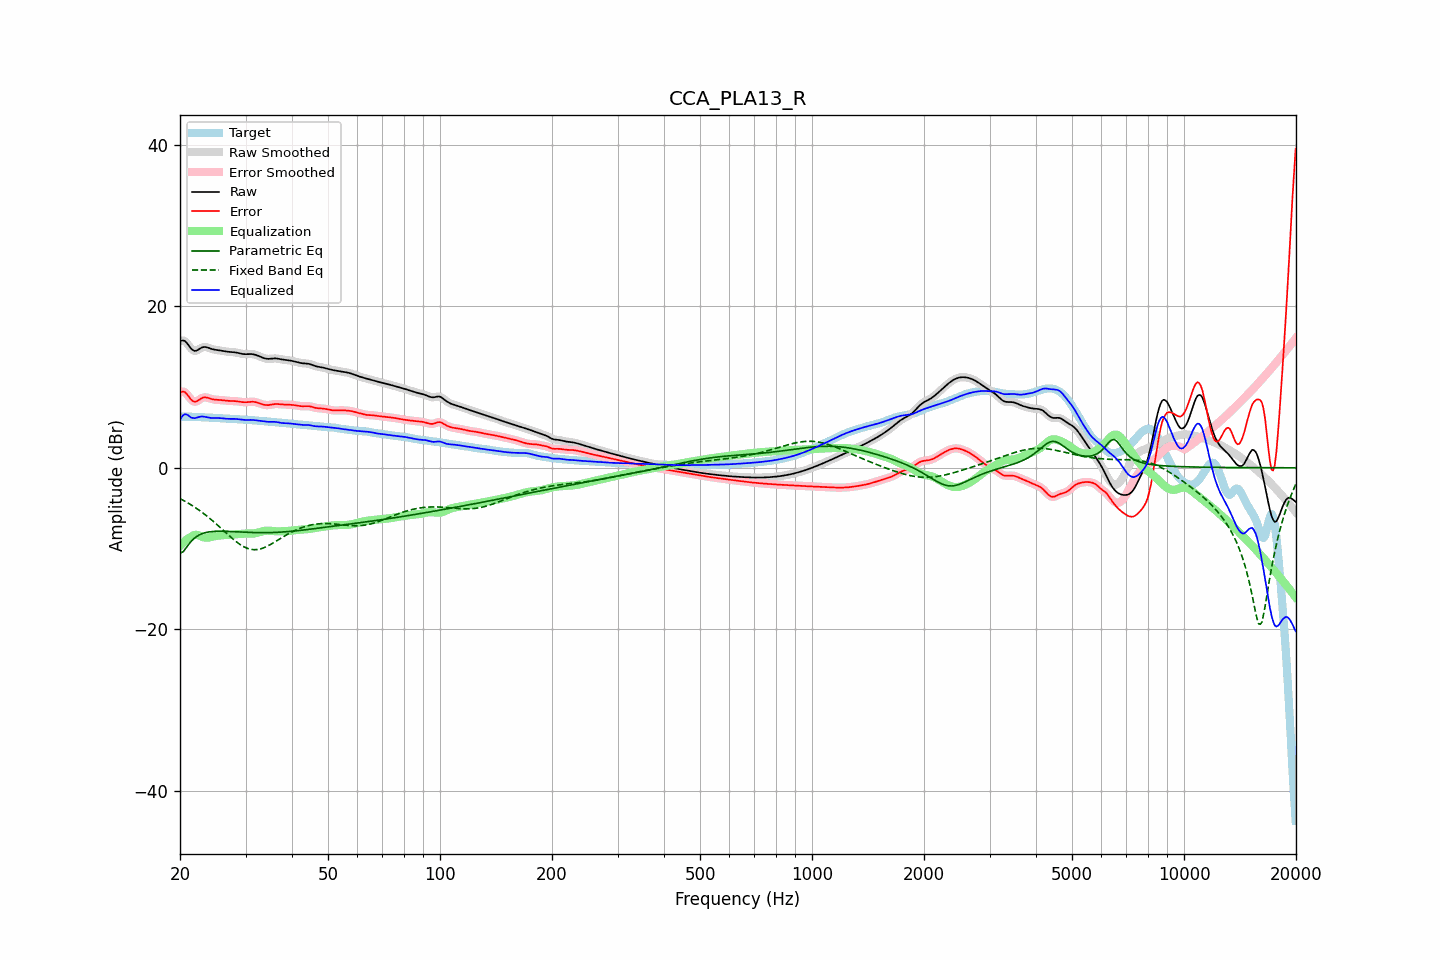 CCA_PLA13_R
Target
Raw Smoothed
Error Smoothed
Raw
Error
Equalization
Parametric Eq
Fixed Band Eq
Equalized
40
20
0
−20
−40
Amplitude (dBr)
20
50
100
200
500
1000
2000
5000
10000
20000
Frequency (Hz)